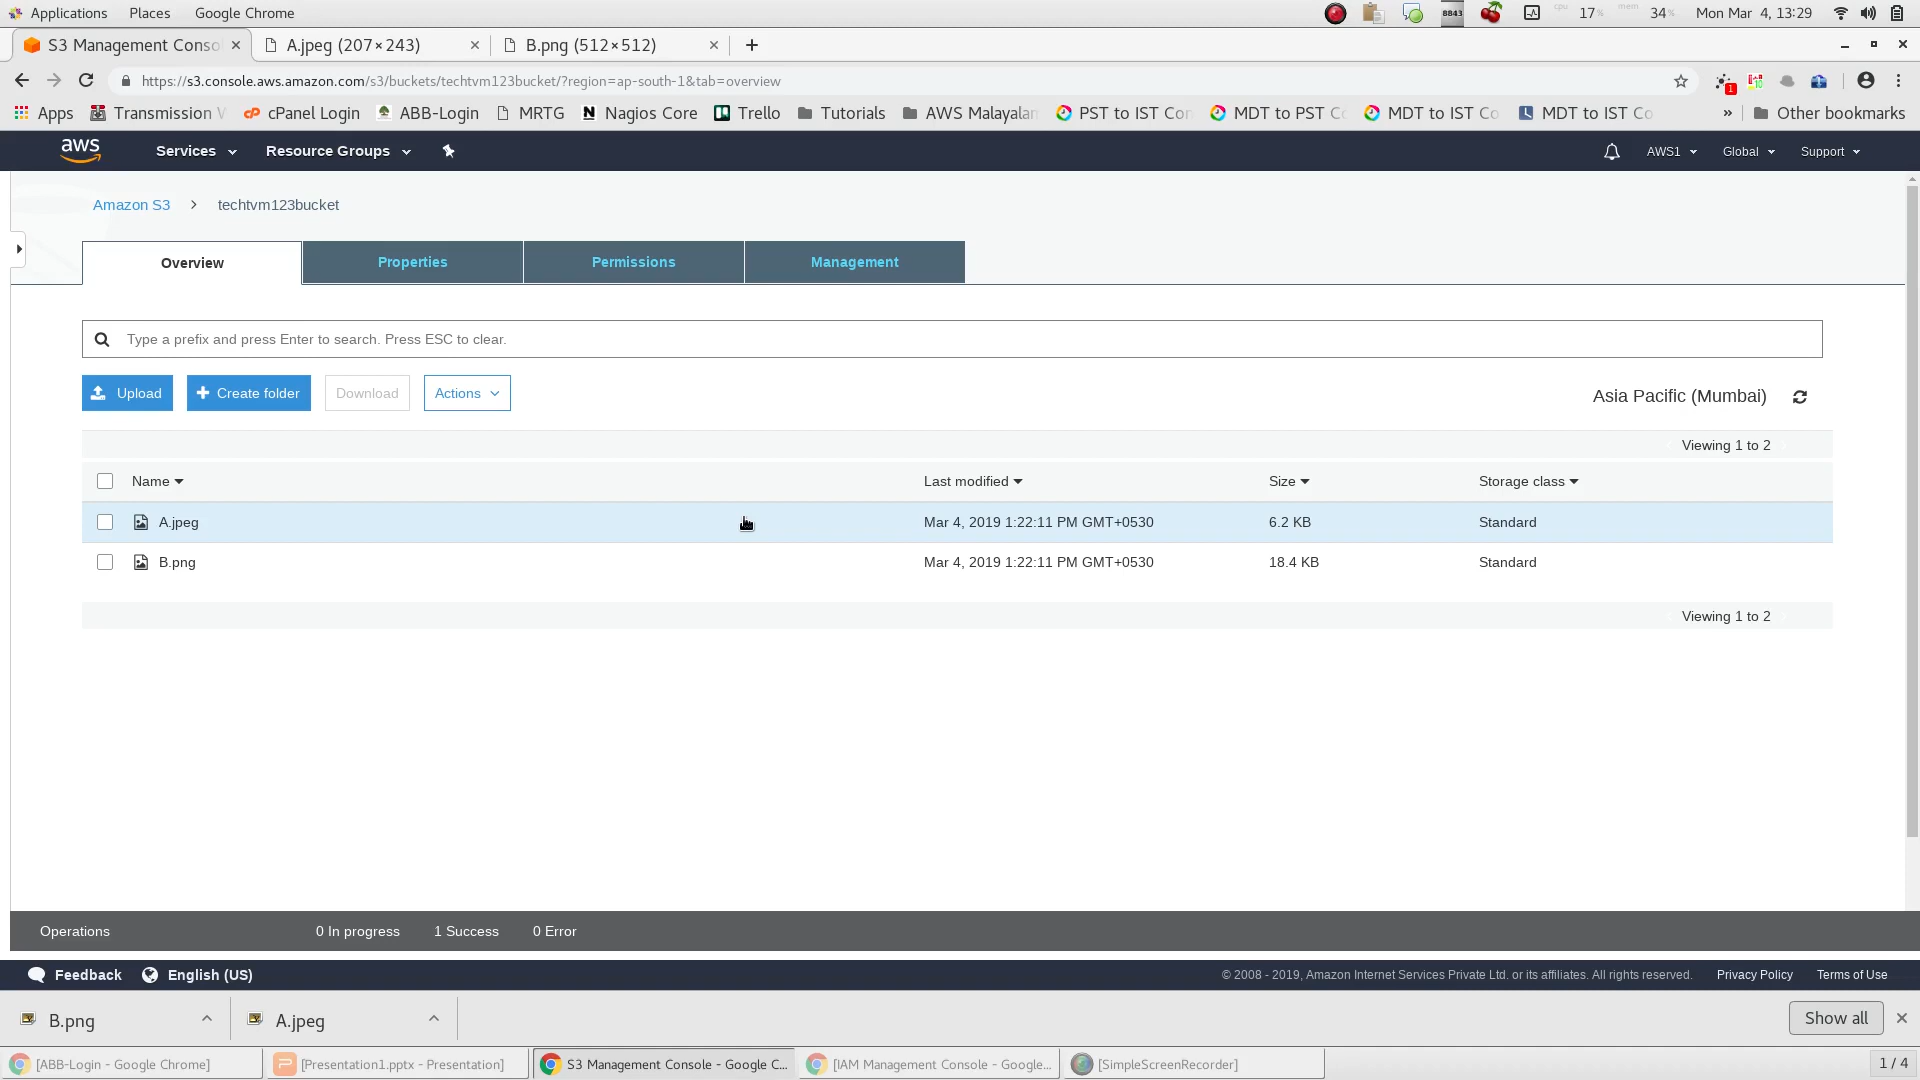 Applications Places Google Chrome 8843 cpu 17% mem 34% Mon Mar 4, 13:29
S3 Management Conso A.jpeg (207×243) B.png (512×512)
https://s3.console.aws.amazon.com/s3/buckets/techtvm123bucket/?region=ap-south-1&tab=overview 1
Apps Transmission V cPanel Login ABB-Login MRTG Nagios Core Trello Tutorials AWS Malayalam PST to IST Con MDT to PST Co MDT to IST Co MDT to IST Co » Other bookmarks
aws Services Resource Groups AWS1 Global Support
Amazon S3 > techtvm123bucket
Overview Properties Permissions Management
Type a prefix and press Enter to search. Press ESC to clear.
Upload Create folder Download Actions Asia Pacific (Mumbai)
Viewing 1 to 2
Name Last modified Size Storage class
A.jpeg Mar 4, 2019 1:22:11 PM GMT+0530 6.2 KB Standard
B.png Mar 4, 2019 1:22:11 PM GMT+0530 18.4 KB Standard
Viewing 1 to 2
Operations 0 In progress 1 Success 0 Error
Feedback English (US) © 2008 - 2019, Amazon Internet Services Private Ltd. or its affiliates. All rights reserved. Privacy Policy Terms of Use
B.png A.jpeg Show all
[ABB-Login - Google Chrome] [Presentation1.pptx - Presentation] S3 Management Console - Google C... [IAM Management Console - Google... [SimpleScreenRecorder] 1 / 4